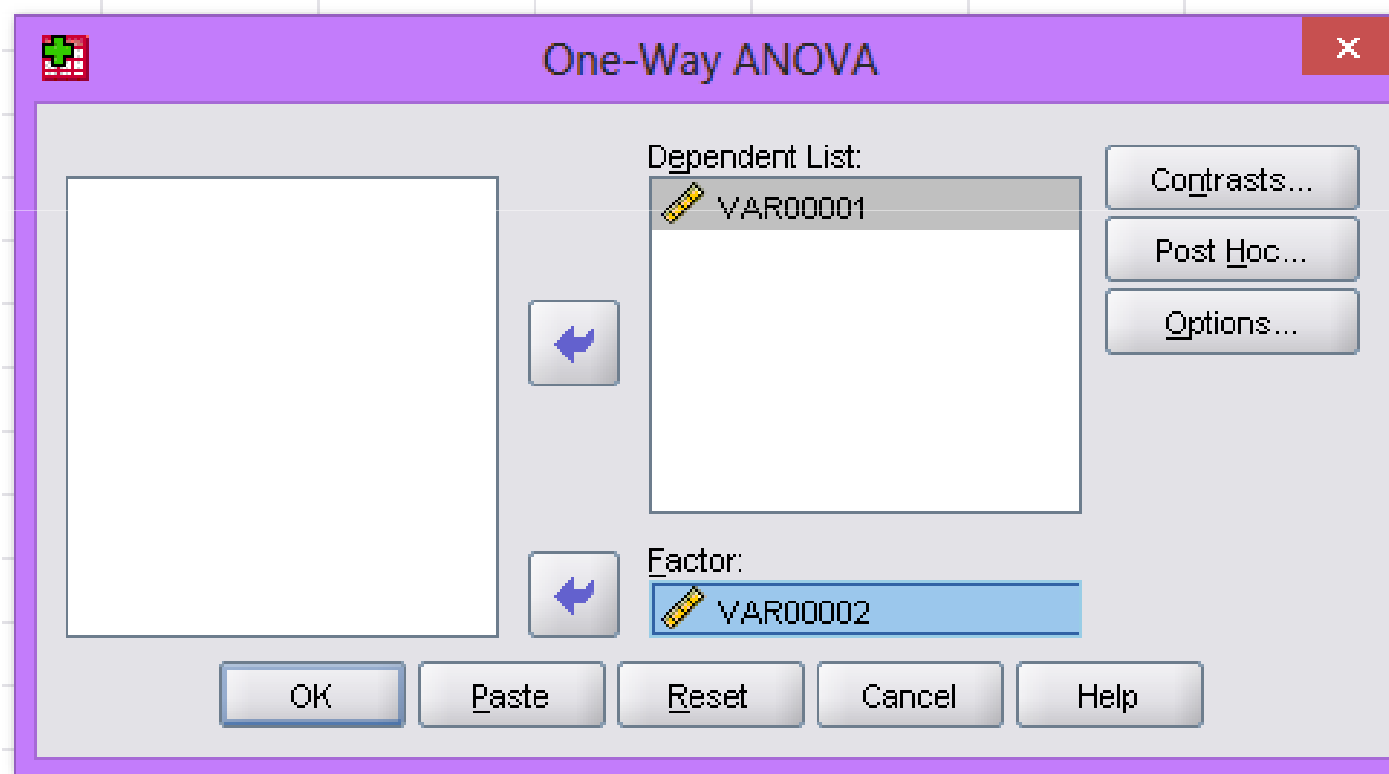 One-Way ANOVA
Dependent List:
VAR00001
Contrasts...
Post Hoc...
Options...
Factor:
VAR00002
OK
Paste
Reset
Cancel
Help